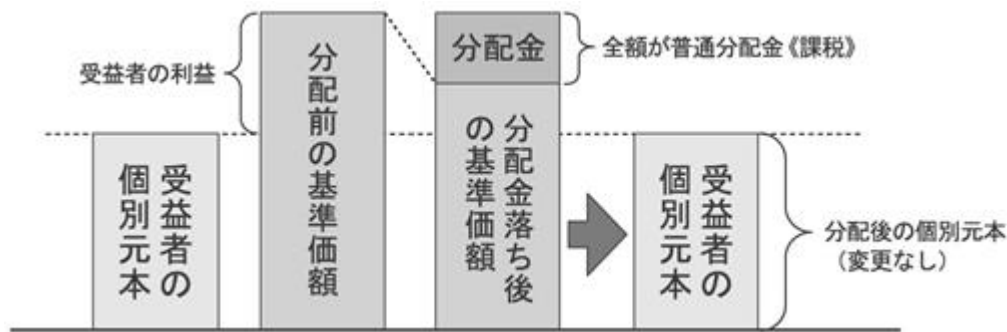 受益者の利益
受益者の
個別元本
分配前の基準価額
分配金
全額が普通分配金《課税》
分配金落ち後
の基準価額
受益者の
個別元本
分配後の個別元本
（変更なし）